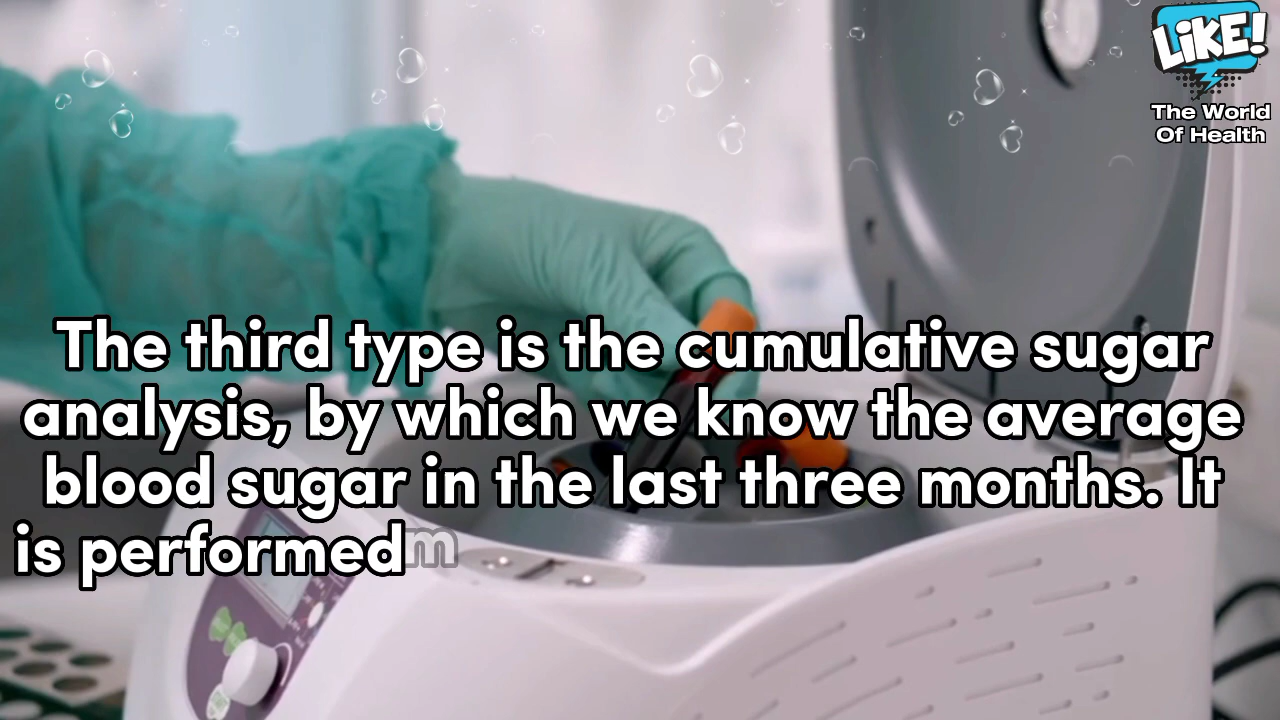 LiKE!
The World
Of Health
The third type is the cumulative sugar
analysis, by which we know the average
blood sugar in the last three months. It
is performed m